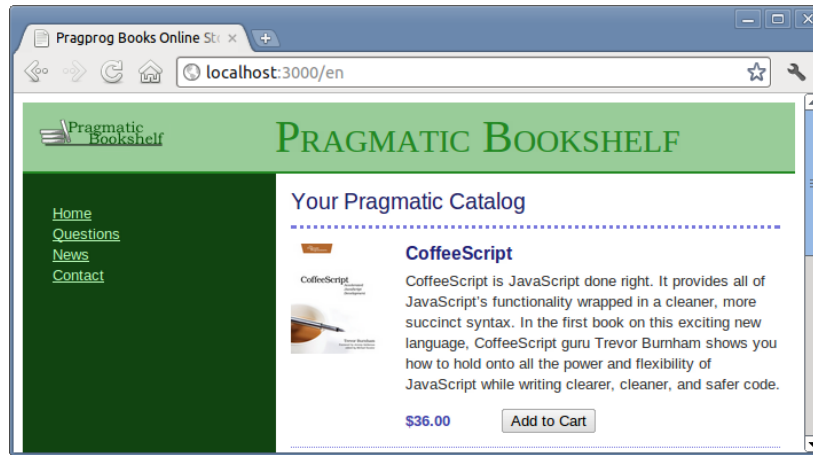 Pragprog Books Online St
localhost:3000/en
Pragmatic
Bookshelf
PRAGMATIC BOOKSHELF
Home
Questions
News
Contact
Your Pragmatic Catalog
CoffeeScript
CoffeeScript
CoffeeScript is JavaScript done right. It provides all of
JavaScript's functionality wrapped in a cleaner, more
succinct syntax. In the first book on this exciting new
language, CoffeeScript guru Trevor Burnham shows you
how to hold onto all the power and flexibility of
JavaScript while writing clearer, cleaner, and safer code.
$36.00
Add to Cart